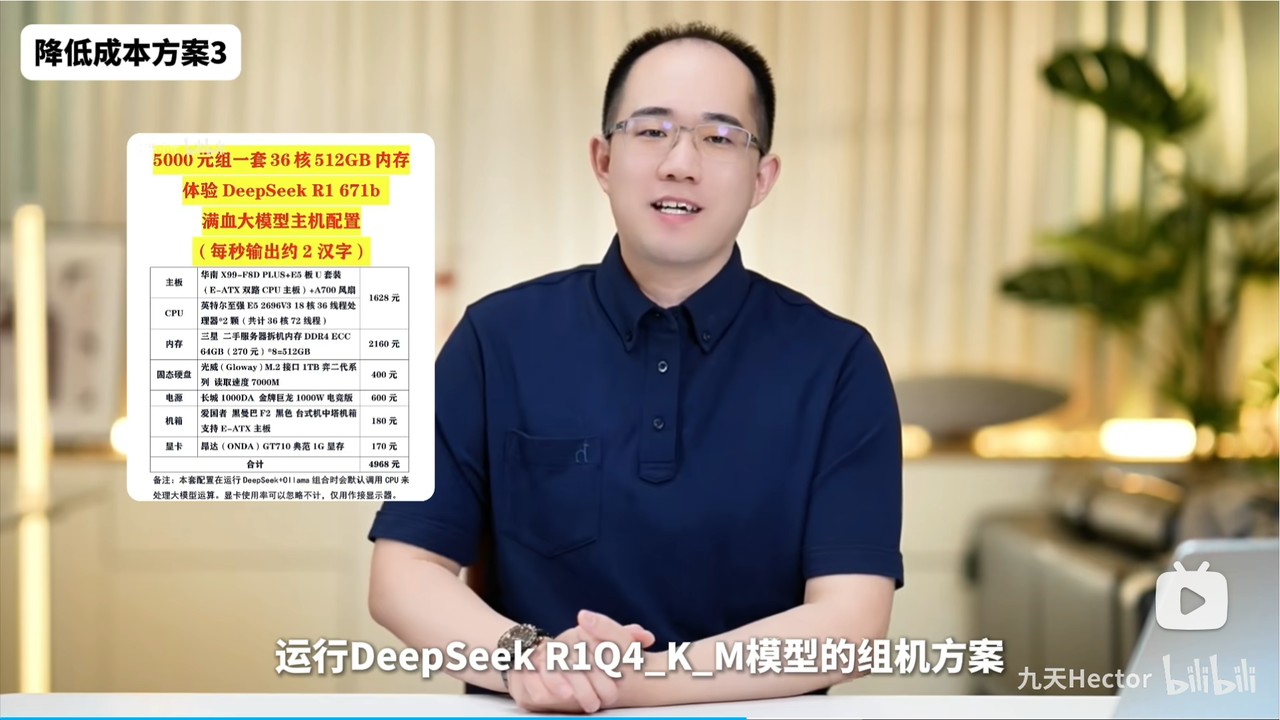 降低成本方案3
5000 元组一套 36 核 512GB 内存
体验 DeepSeek R1 671b
满血大模型主机配置
（每秒输出约 2 汉字）
主板
华南 X99-F8D PLUS+E5 板 U 套装
（E-ATX 双路 CPU 主板）+A700 风扇
1628 元
CPU
英特尔至强 E5 2696V3 18 核 36 线程处
理器*2 颗（共计 36 核 72 线程）
内存
三星 二手服务器拆机内存 DDR4 ECC
64GB（270 元）*8=512GB
2160 元
固态硬盘
光威（Gloway）M.2 接口 1TB 弈二代系
列 读取速度 7000M
400 元
电源
长城 1000DA 金牌巨龙 1000W 电竞版
600 元
机箱
爱国者 黑曼巴 F2 黑色 台式机中塔机箱
支持 E-ATX 主板
180 元
显卡
昂达（ONDA）GT710 典范 1G 显存
170 元
合计
4968 元
备注：本套配置在运行 DeepSeek+Ollama 组合时会默认调用 CPU 来
处理大模型运算。显卡使用率可以忽略不计，仅用作接显示器。
运行DeepSeek R1Q4_K_M模型的组机方案
九天Hector bilibili